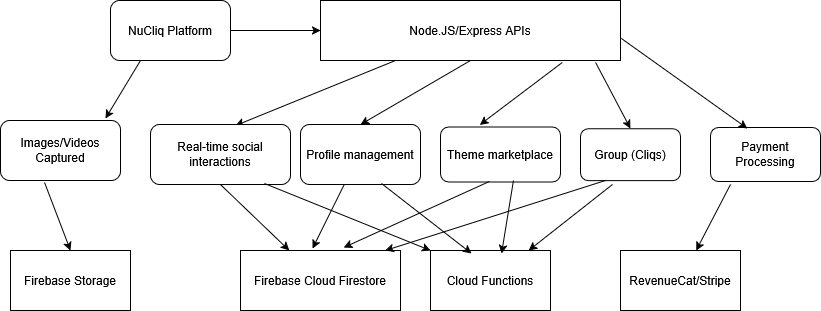 NuCliq Platform
Node.JS/Express APIs
Images/Videos
Captured
Real-time social
interactions
Profile management
Theme marketplace
Group (Cliqs)
Payment
Processing
Firebase Storage
Firebase Cloud Firestore
Cloud Functions
RevenueCat/Stripe